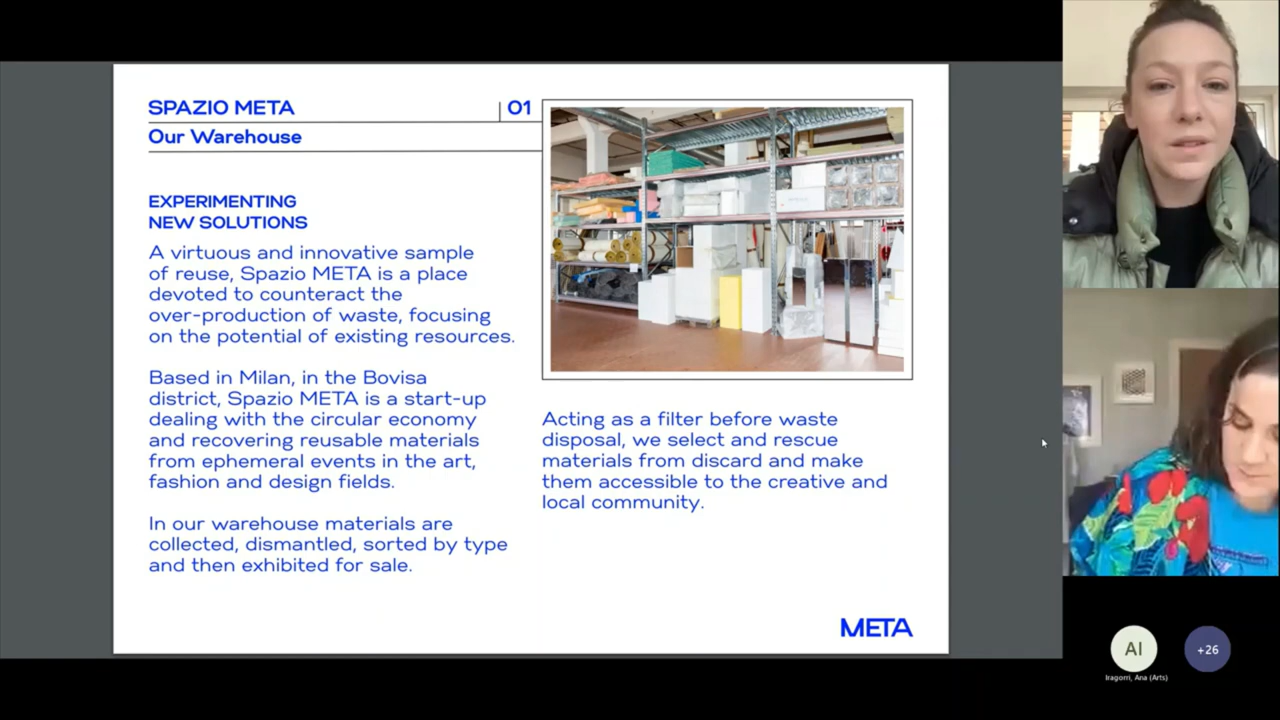 SPAZIO META
01
Our Warehouse
EXPERIMENTING
NEW SOLUTIONS
A virtuous and innovative sample
of reuse, Spazio META is a place
devoted to counteract the
over-production of waste, focusing
on the potential of existing resources.
Based in Milan, in the Bovisa
district, Spazio META is a start-up
dealing with the circular economy
and recovering reusable materials
from ephemeral events in the art,
fashion and design fields.
In our warehouse materials are
collected, dismantled, sorted by type
and then exhibited for sale.
Acting as a filter before waste
disposal, we select and rescue
materials from discard and make
them accessible to the creative and
local community.
META
AI
+26
Iragorri, Ana (Arts)